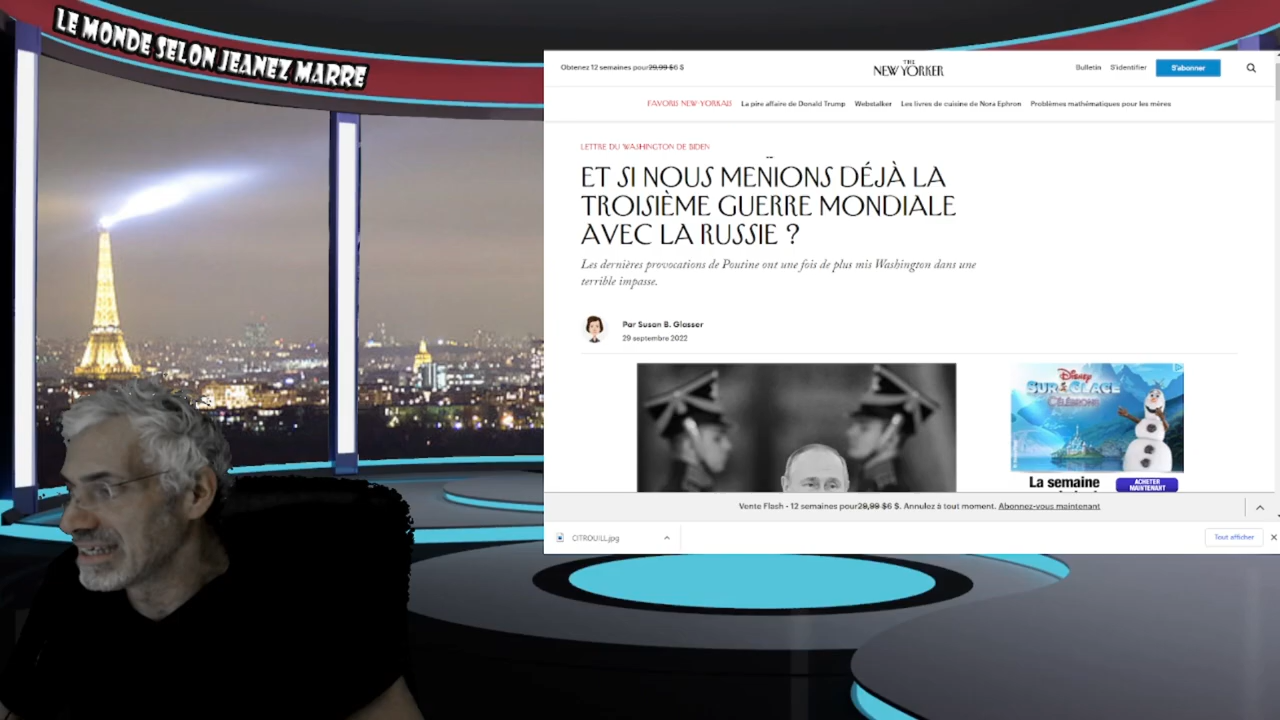 LE MONDE SELON JEANEZ MARRE
Obtenez 12 semaines pour 29,99 $ 6 $
THE
NEW YORKER
Bulletin S'identifier S'abonner
FAVORIS NEW-YORKAIS La pire affaire de Donald Trump Webstalker Les livres de cuisine de Nora Ephron Problèmes mathématiques pour les mères
LETTRE DU WASHINGTON DE BIDEN
ET SI NOUS MENIONS DÉJÀ LA
TROISIÈME GUERRE MONDIALE
AVEC LA RUSSIE ?
Les dernières provocations de Poutine ont une fois de plus mis Washington dans une
terrible impasse.
Par Susan B. Glasser
29 septembre 2022
Disney
SUR GLACE
CÉLÉBRONS
La semaine
ACHETER
MAINTENANT
Vente Flash - 12 semaines pour 29,99 $ 6 $. Annulez à tout moment. Abonnez-vous maintenant
CITROUILL.jpg
Tout afficher